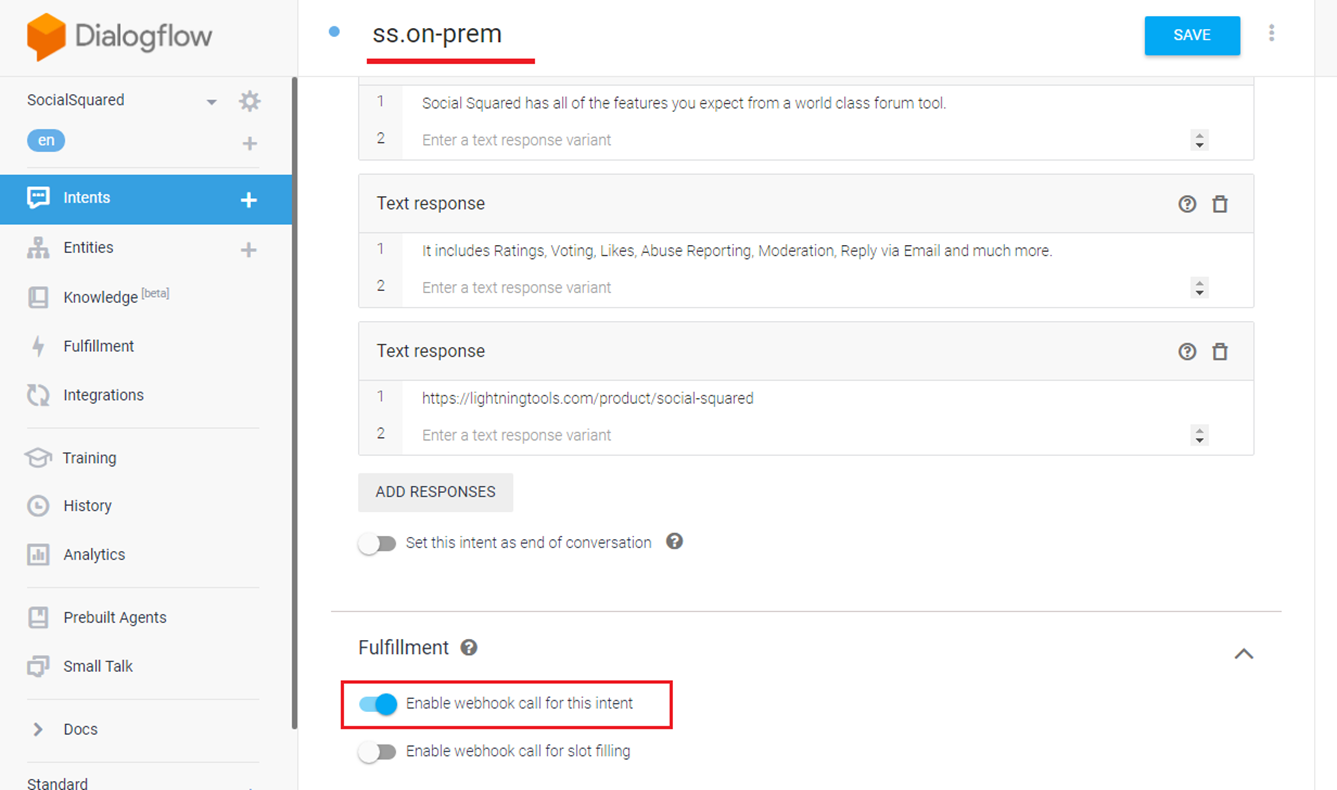 Dialogflow
SocialSquared
en
Intents
Entities
Knowledge [beta]
Fulfillment
Integrations
Training
History
Analytics
Prebuilt Agents
Small Talk
Docs
Standard
ss.on-prem
SAVE
1 Social Squared has all of the features you expect from a world class forum tool.
2 Enter a text response variant
Text response
1 It includes Ratings, Voting, Likes, Abuse Reporting, Moderation, Reply via Email and much more.
2 Enter a text response variant
Text response
1 https://lightningtools.com/product/social-squared
2 Enter a text response variant
ADD RESPONSES
Set this intent as end of conversation
Fulfillment
Enable webhook call for this intent
Enable webhook call for slot filling